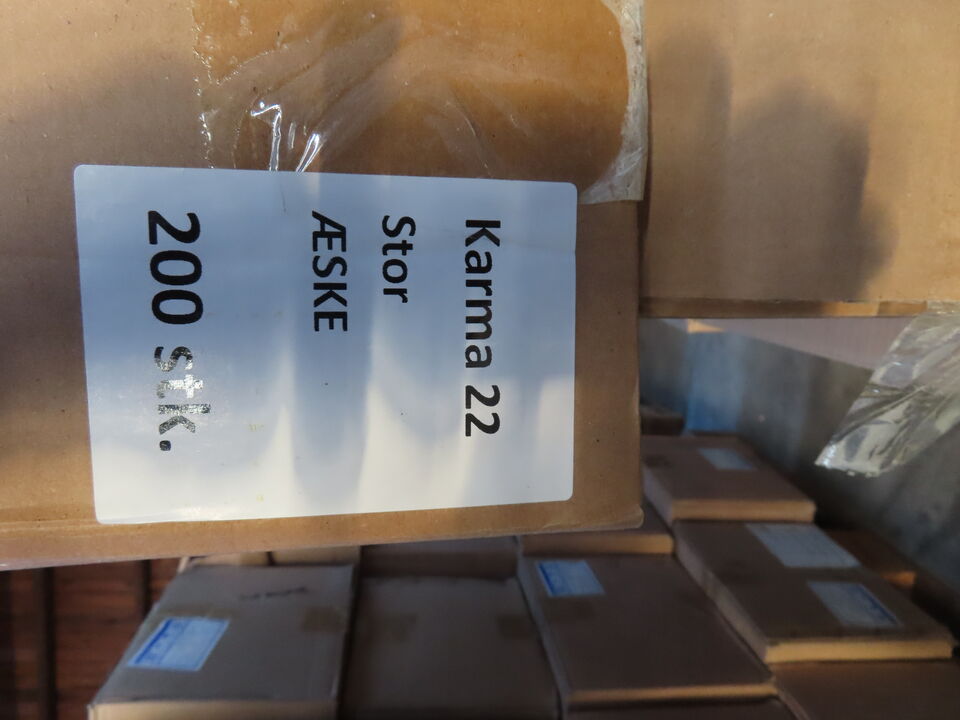 Karma 22
Stor
ÆSKE
200 stk.